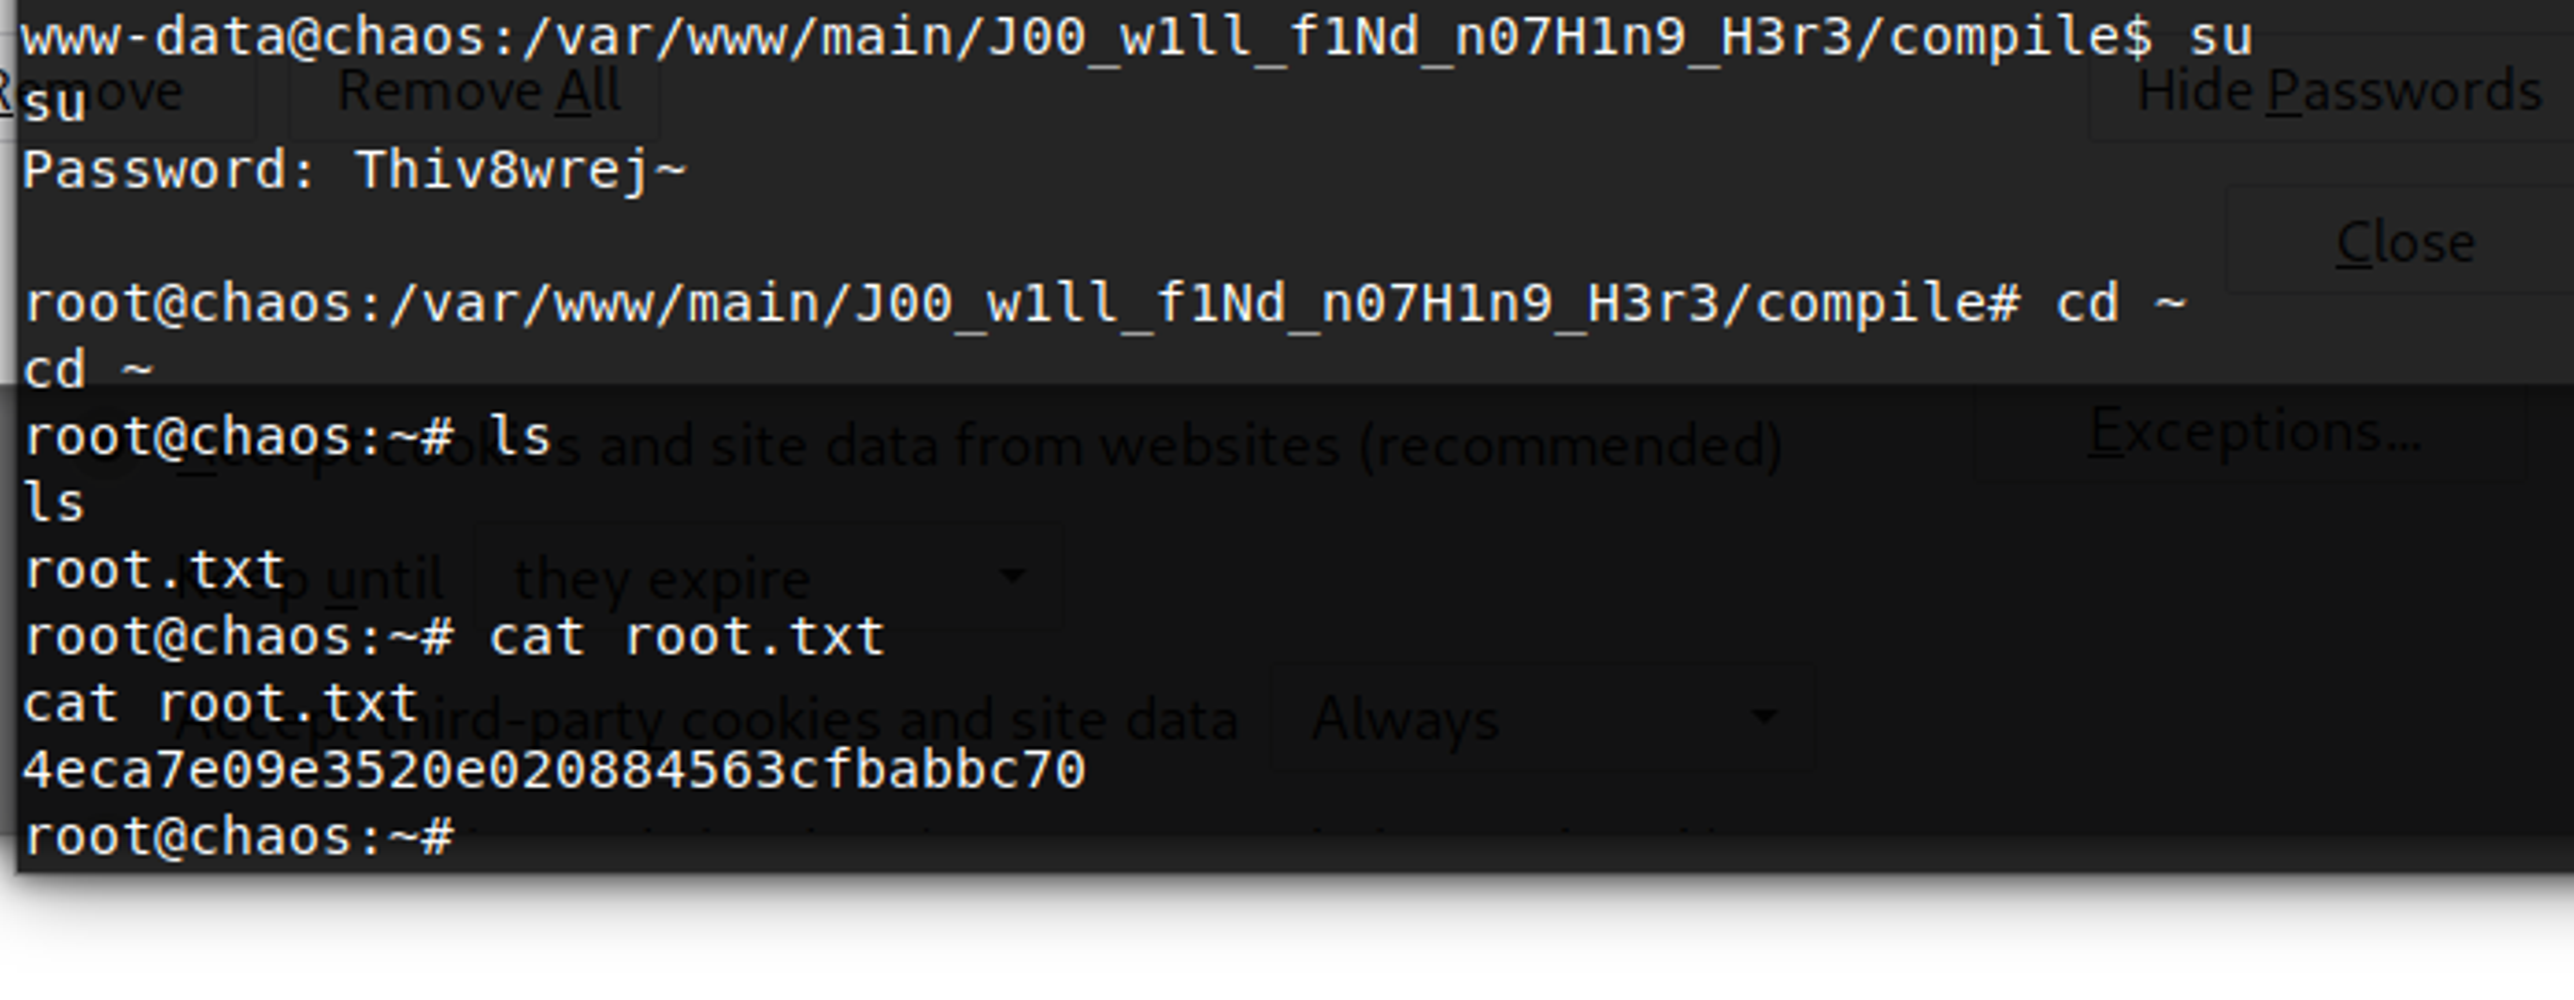 www-data@chaos:/var/www/main/J00_w1ll_f1Nd_n07H1n9_H3r3/compile$ su
Remove Remove All Hide Passwords
su
Password: Thiv8wrej~
Close
root@chaos:/var/www/main/J00_w1ll_f1Nd_n07H1n9_H3r3/compile# cd ~
cd ~
root@chaos:~# ls
Accept cookies and site data from websites (recommended) Exceptions...
ls
root.txt
Keep until they expire
root@chaos:~# cat root.txt
cat root.txt
Accept third-party cookies and site data Always
4eca7e09e3520e020884563cfbabbc70
root@chaos:~#